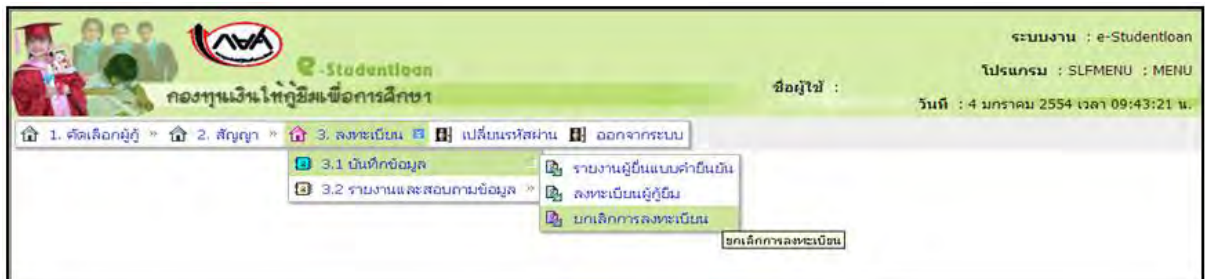 กยศ
ระบบงาน : e-Studentloan
e-Studentloan
โปรแกรม : SLFMENU : MENU
กองทุนเงินให้กู้ยืมเพื่อการศึกษา
ชื่อผู้ใช้ :
วันที่ : 4 มกราคม 2554 เวลา 09:43:21 น.
1. คัดเลือกผู้กู้ » 2. สัญญา » 3. ลงทะเบียน เปลี่ยนรหัสผ่าน ออกจากระบบ
3.1 บันทึกข้อมูล
รายงานผู้ยื่นแบบคำยืนยัน
3.2 รายงานและสอบถามข้อมูล »
ลงทะเบียนผู้กู้ยืม
ยกเลิกการลงทะเบียน
ยกเลิกการลงทะเบียน